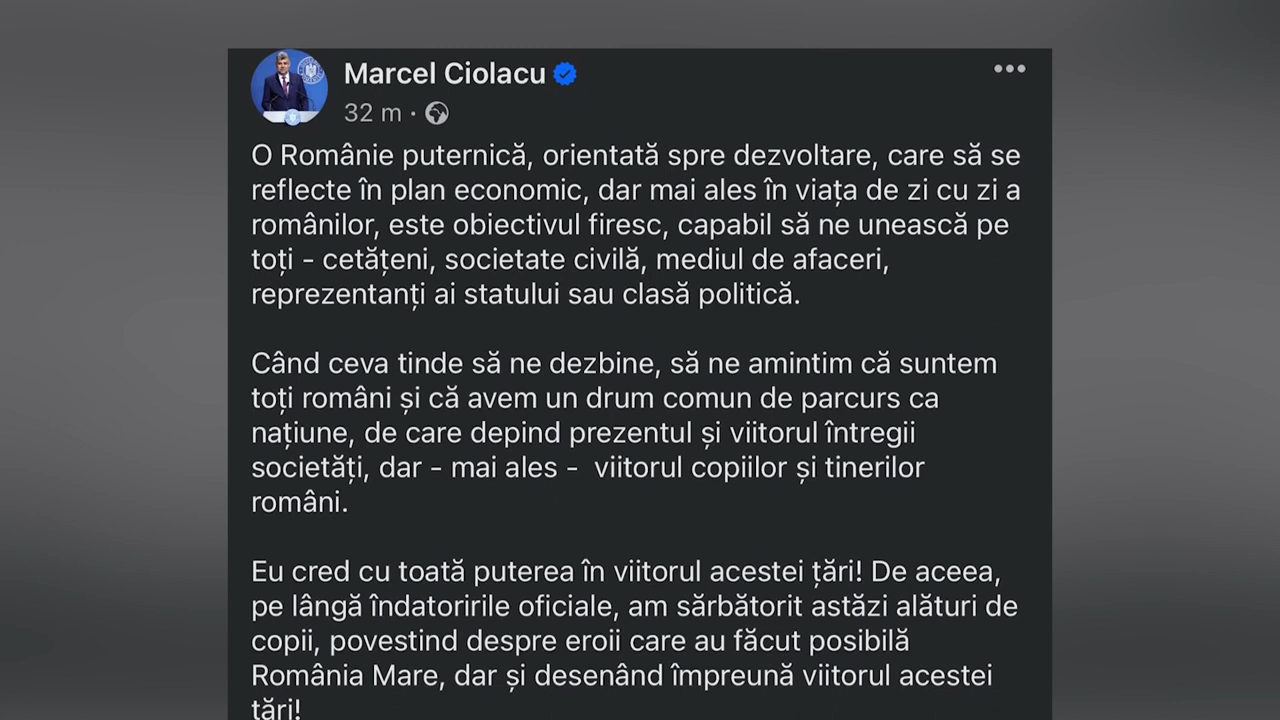 Marcel Ciolacu
32 m ·
O Românie puternică, orientată spre dezvoltare, care să se
reflecte în plan economic, dar mai ales în viața de zi cu zi a
românilor, este obiectivul firesc, capabil să ne unească pe
toți - cetățeni, societate civilă, mediul de afaceri,
reprezentanți ai statului sau clasă politică.
Când ceva tinde să ne dezbine, să ne amintim că suntem
toți români și că avem un drum comun de parcurs ca
națiune, de care depind prezentul și viitorul întregii
societăți, dar - mai ales -  viitorul copiilor și tinerilor
români.
Eu cred cu toată puterea în viitorul acestei țări! De aceea,
pe lângă îndatoririle oficiale, am sărbătorit astăzi alături de
copii, povestind despre eroii care au făcut posibilă
România Mare, dar și desenând împreună viitorul acestei
țări!